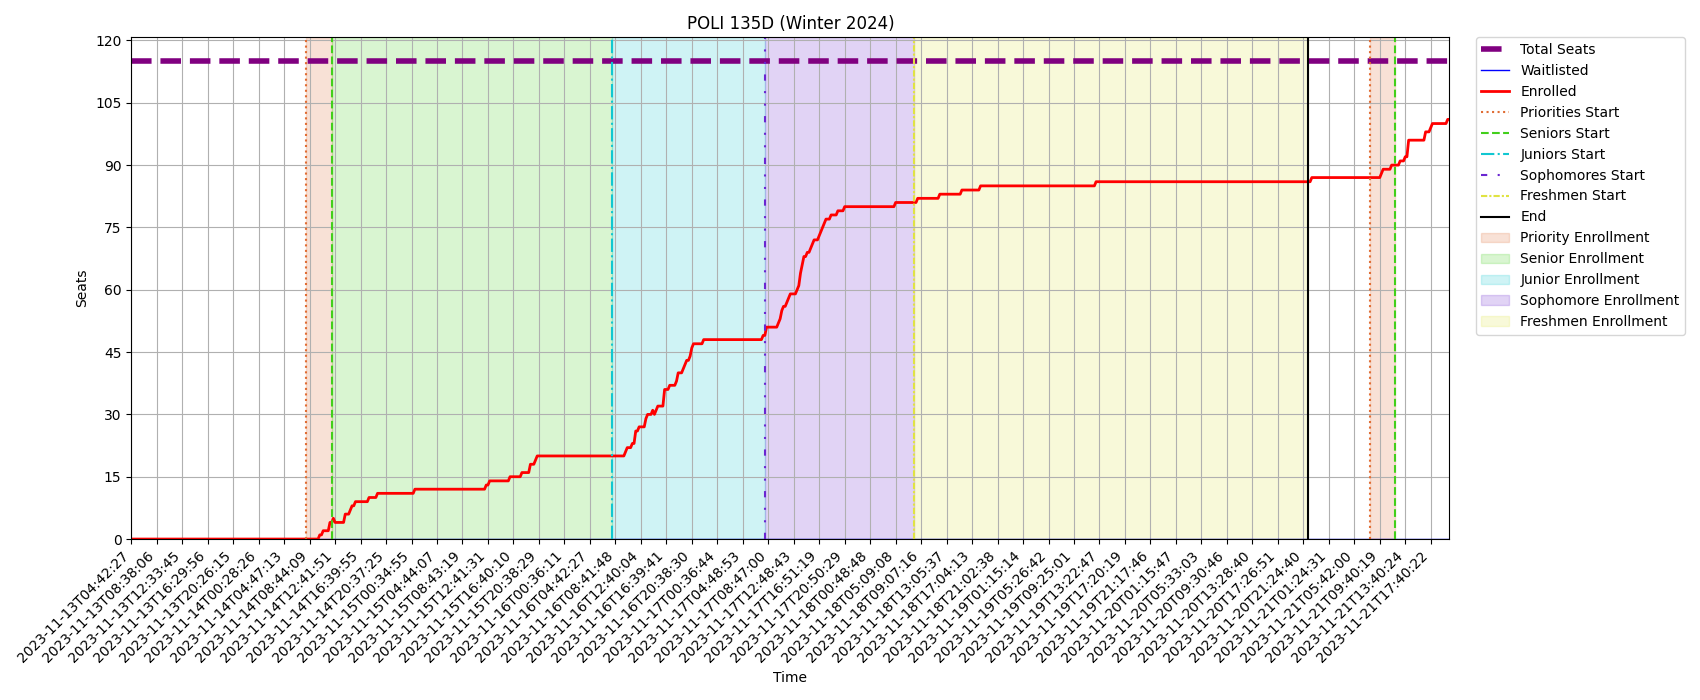 POLI 135D (Winter 2024)
Seats
120
105
90
75
60
45
30
15
0
2023-11-13T04:42:27
2023-11-13T08:38:06
2023-11-13T12:33:45
2023-11-13T16:29:56
2023-11-13T20:26:15
2023-11-14T00:28:26
2023-11-14T04:47:13
2023-11-14T08:44:09
2023-11-14T12:41:51
2023-11-14T16:39:55
2023-11-14T20:37:25
2023-11-15T00:34:55
2023-11-15T04:44:07
2023-11-15T08:43:19
2023-11-15T12:41:31
2023-11-15T16:40:10
2023-11-15T20:38:29
2023-11-16T00:36:11
2023-11-16T04:42:27
2023-11-16T08:41:48
2023-11-16T12:40:04
2023-11-16T16:39:41
2023-11-16T20:38:30
2023-11-17T00:36:44
2023-11-17T04:48:53
2023-11-17T08:47:00
2023-11-17T12:48:43
2023-11-17T16:51:19
2023-11-17T20:50:29
2023-11-18T00:48:48
2023-11-18T05:09:08
2023-11-18T09:07:16
2023-11-18T13:05:37
2023-11-18T17:04:13
2023-11-18T21:02:38
2023-11-19T01:15:14
2023-11-19T05:26:42
2023-11-19T09:25:01
2023-11-19T13:22:47
2023-11-19T17:20:19
2023-11-19T21:17:46
2023-11-20T01:15:47
2023-11-20T05:33:03
2023-11-20T09:30:46
2023-11-20T13:28:40
2023-11-20T17:26:51
2023-11-20T21:24:40
2023-11-21T01:24:31
2023-11-21T05:42:00
2023-11-21T09:40:19
2023-11-21T13:40:24
2023-11-21T17:40:22
Time
Total Seats
Waitlisted
Enrolled
Priorities Start
Seniors Start
Juniors Start
Sophomores Start
Freshmen Start
End
Priority Enrollment
Senior Enrollment
Junior Enrollment
Sophomore Enrollment
Freshmen Enrollment